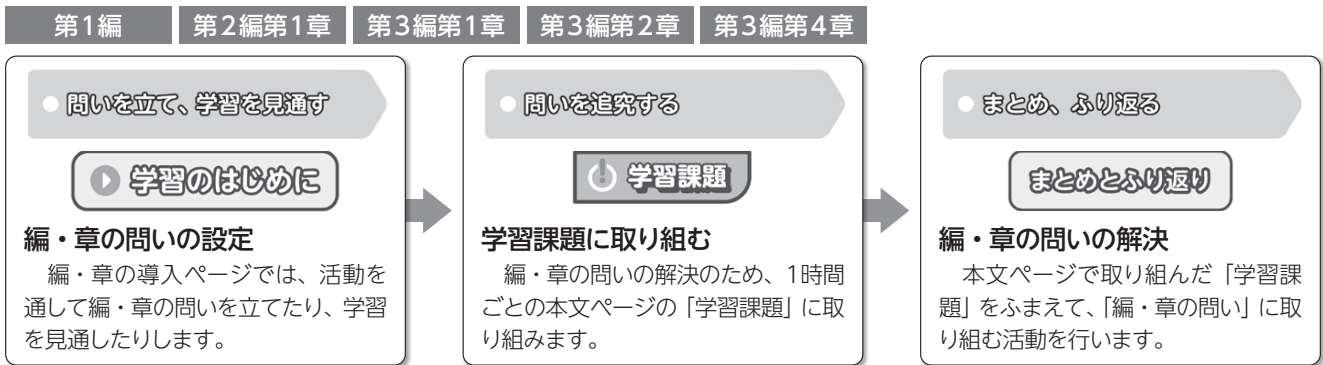 第1編
第2編第1章
第3編第1章
第3編第2章
第3編第4章
問いを立て、学習を見通す
学習のはじめに
編・章の問いの設定
編・章の導入ページでは、活動を
通して編・章の問いを立てたり、学習
を見通したりします。
問いを追究する
学習課題
学習課題に取り組む
編・章の問いの解決のため、1時間
ごとの本文ページの「学習課題」に取
り組みます。
まとめ、ふり返る
まとめとふり返り
編・章の問いの解決
本文ページで取り組んだ「学習課
題」をふまえて、「編・章の問い」に取
り組む活動を行います。